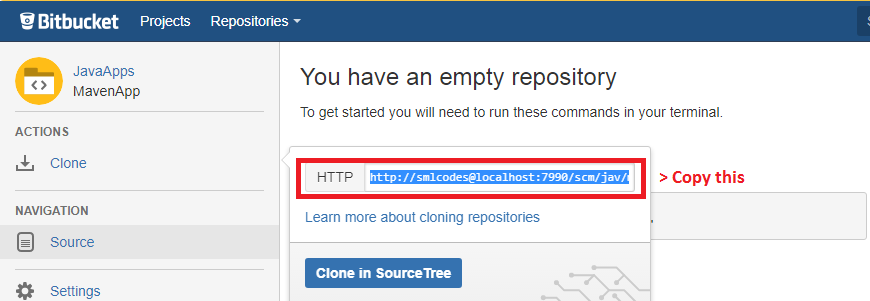 Bitbucket Projects Repositories
JavaApps
MavenApp
ACTIONS
Clone
NAVIGATION
Source
Settings
You have an empty repository
To get started you will need to run these commands in your terminal.
HTTP http://smlcodes@localhost:7990/scm/jav/
> Copy this
Learn more about cloning repositories
Clone in SourceTree